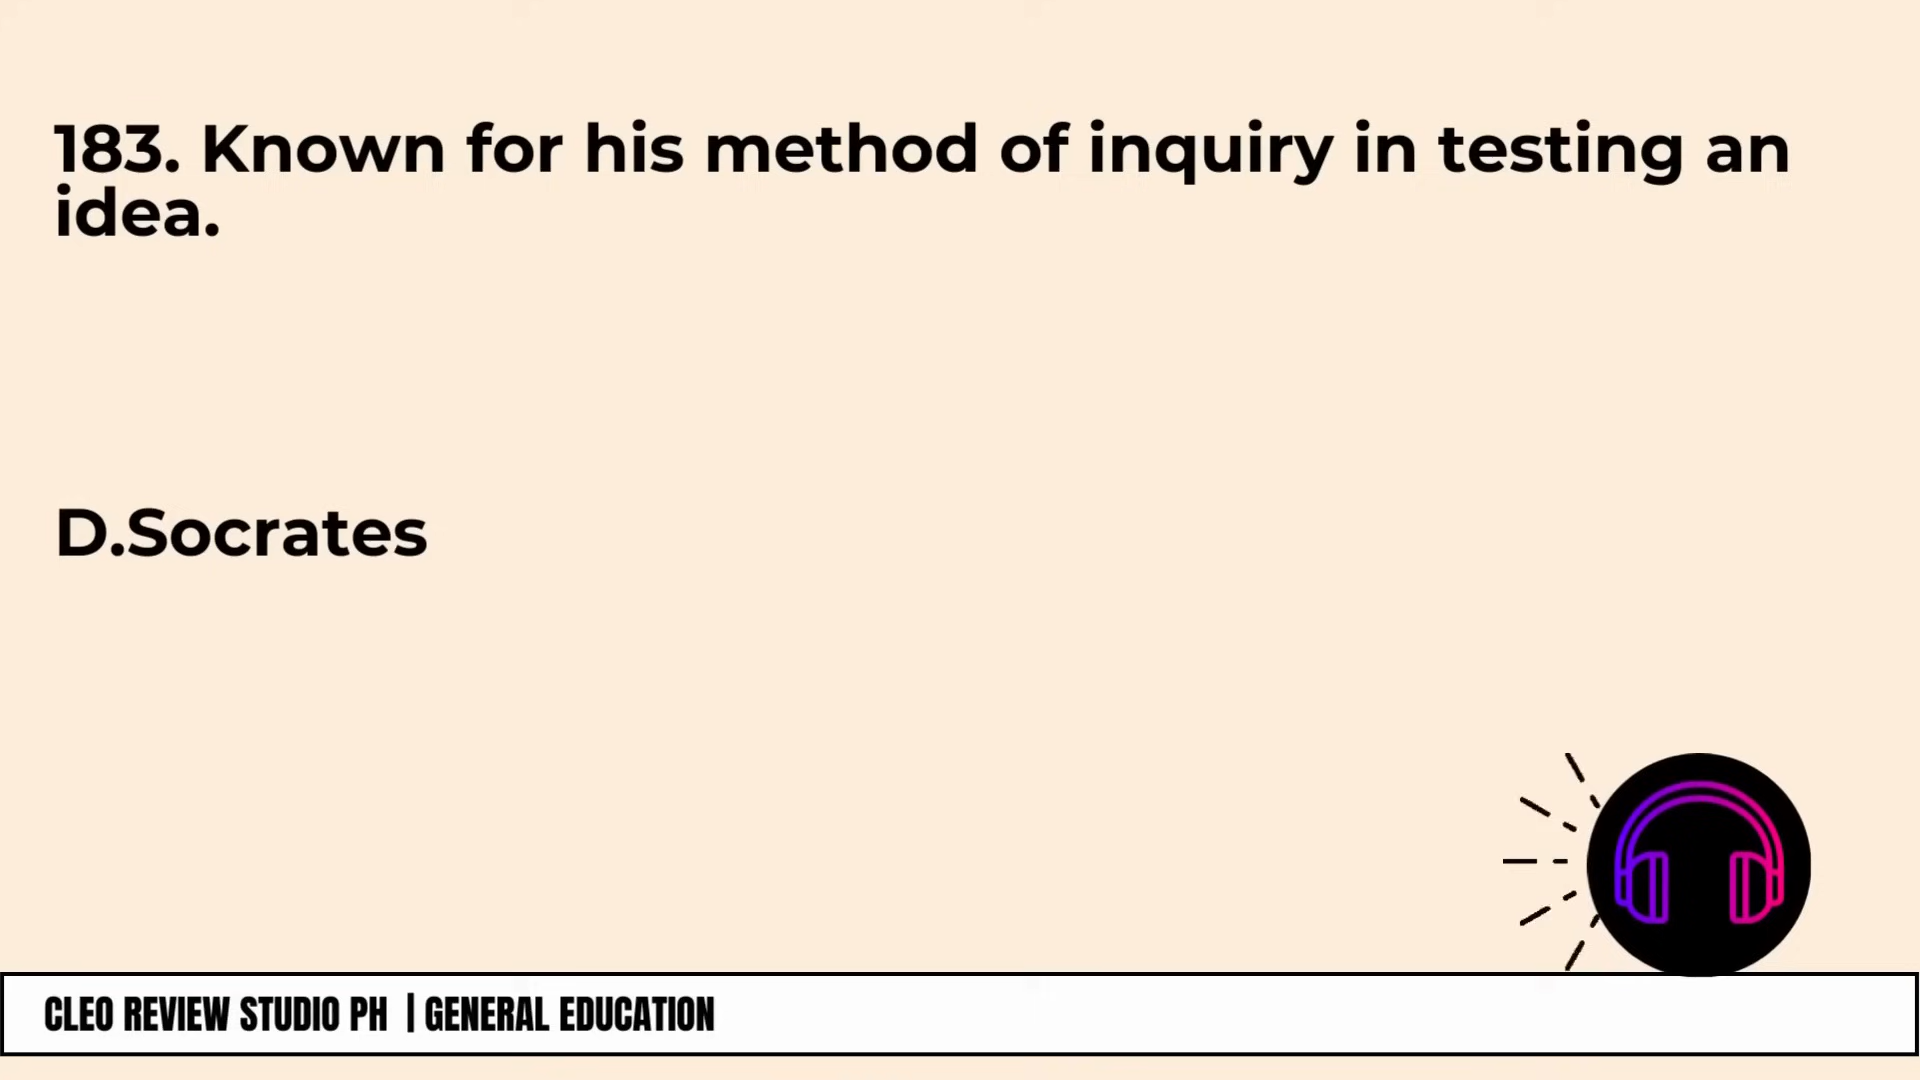 183. Known for his method of inquiry in testing an
idea.
D.Socrates
CLEO REVIEW STUDIO PH | GENERAL EDUCATION